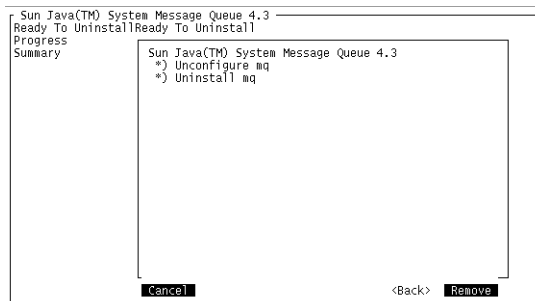 Sun Java(TM) System Message Queue 4.3
Ready To UninstallReady To Uninstall
Progress
Summary
Sun Java(TM) System Message Queue 4.3
*) Unconfigure mq
*) Uninstall mq
Cancel <Back> Remove